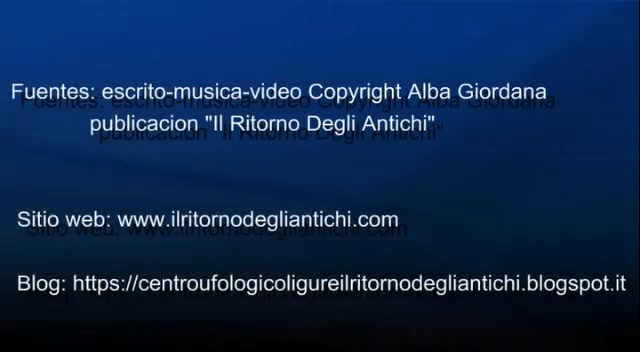 Fuentes: escrito-musica-video Copyright Alba Giordana
publicacion "Il Ritorno Degli Antichi"
Sitio web: www.ilritornodegliantichi.com
Blog: https://centroufologicoligureilritornodegliantichi.blogspot.it